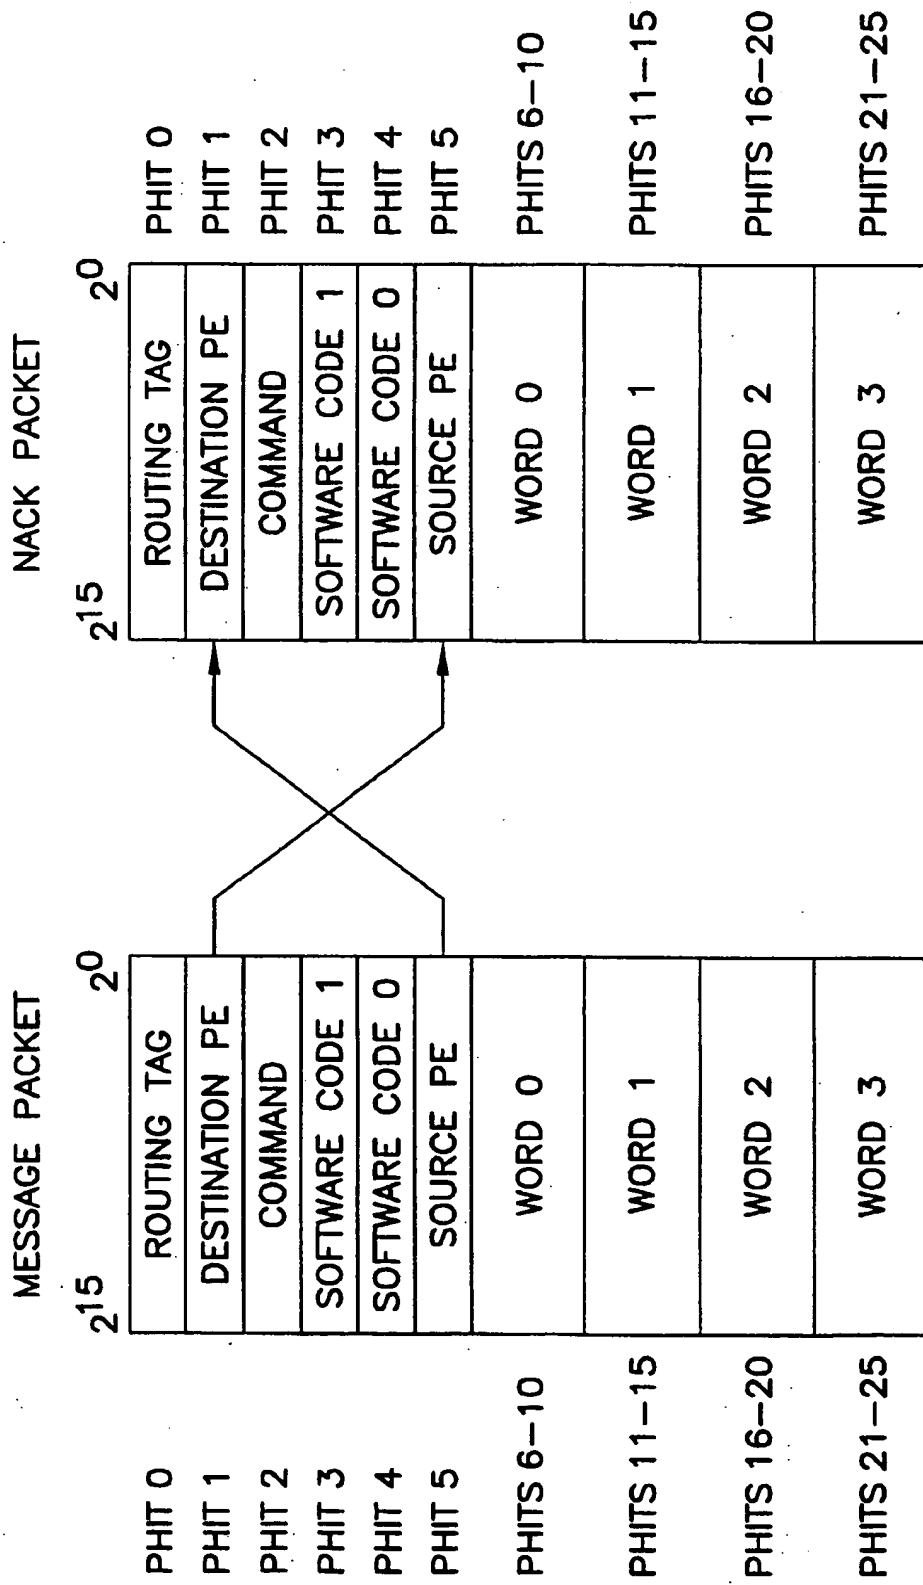 MESSAGE PACKET
2^15 2^0
PHIT 0 ROUTING TAG
PHIT 1 DESTINATION PE
PHIT 2 COMMAND
PHIT 3 SOFTWARE CODE 1
PHIT 4 SOFTWARE CODE 0
PHIT 5 SOURCE PE
PHITS 6–10 WORD 0
PHITS 11–15 WORD 1
PHITS 16–20 WORD 2
PHITS 21–25 WORD 3
NACK PACKET
2^15 2^0
ROUTING TAG PHIT 0
DESTINATION PE PHIT 1
COMMAND PHIT 2
SOFTWARE CODE 1 PHIT 3
SOFTWARE CODE 0 PHIT 4
SOURCE PE PHIT 5
WORD 0 PHITS 6–10
WORD 1 PHITS 11–15
WORD 2 PHITS 16–20
WORD 3 PHITS 21–25